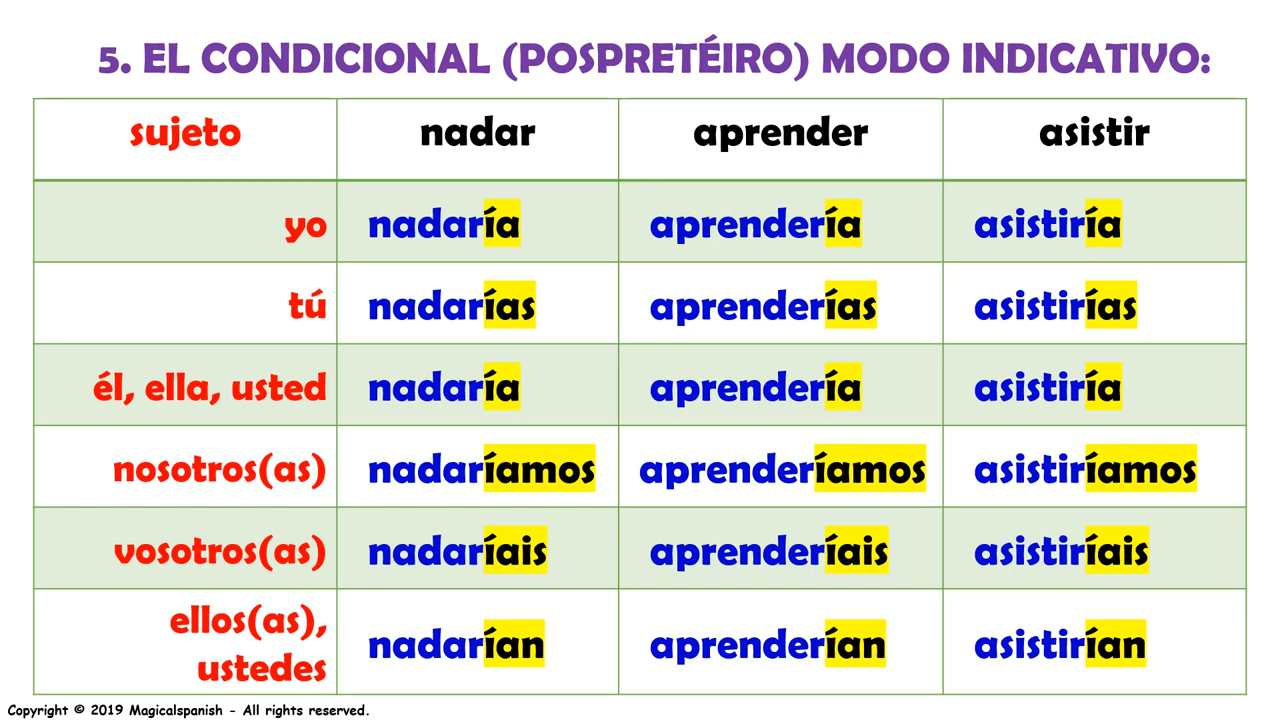 5. EL CONDICIONAL (POSPRETÉIRO) MODO INDICATIVO:
sujeto nadar aprender asistir
yo nadaría aprendería asistiría
tú nadarías aprenderías asistirías
él, ella, usted nadaría aprendería asistiría
nosotros(as) nadaríamos aprenderíamos asistiríamos
vosotros(as) nadaríais aprenderíais asistiríais
ellos(as),
ustedes nadarían aprenderían asistirían
Copyright © 2019 Magicalspanish - All rights reserved.